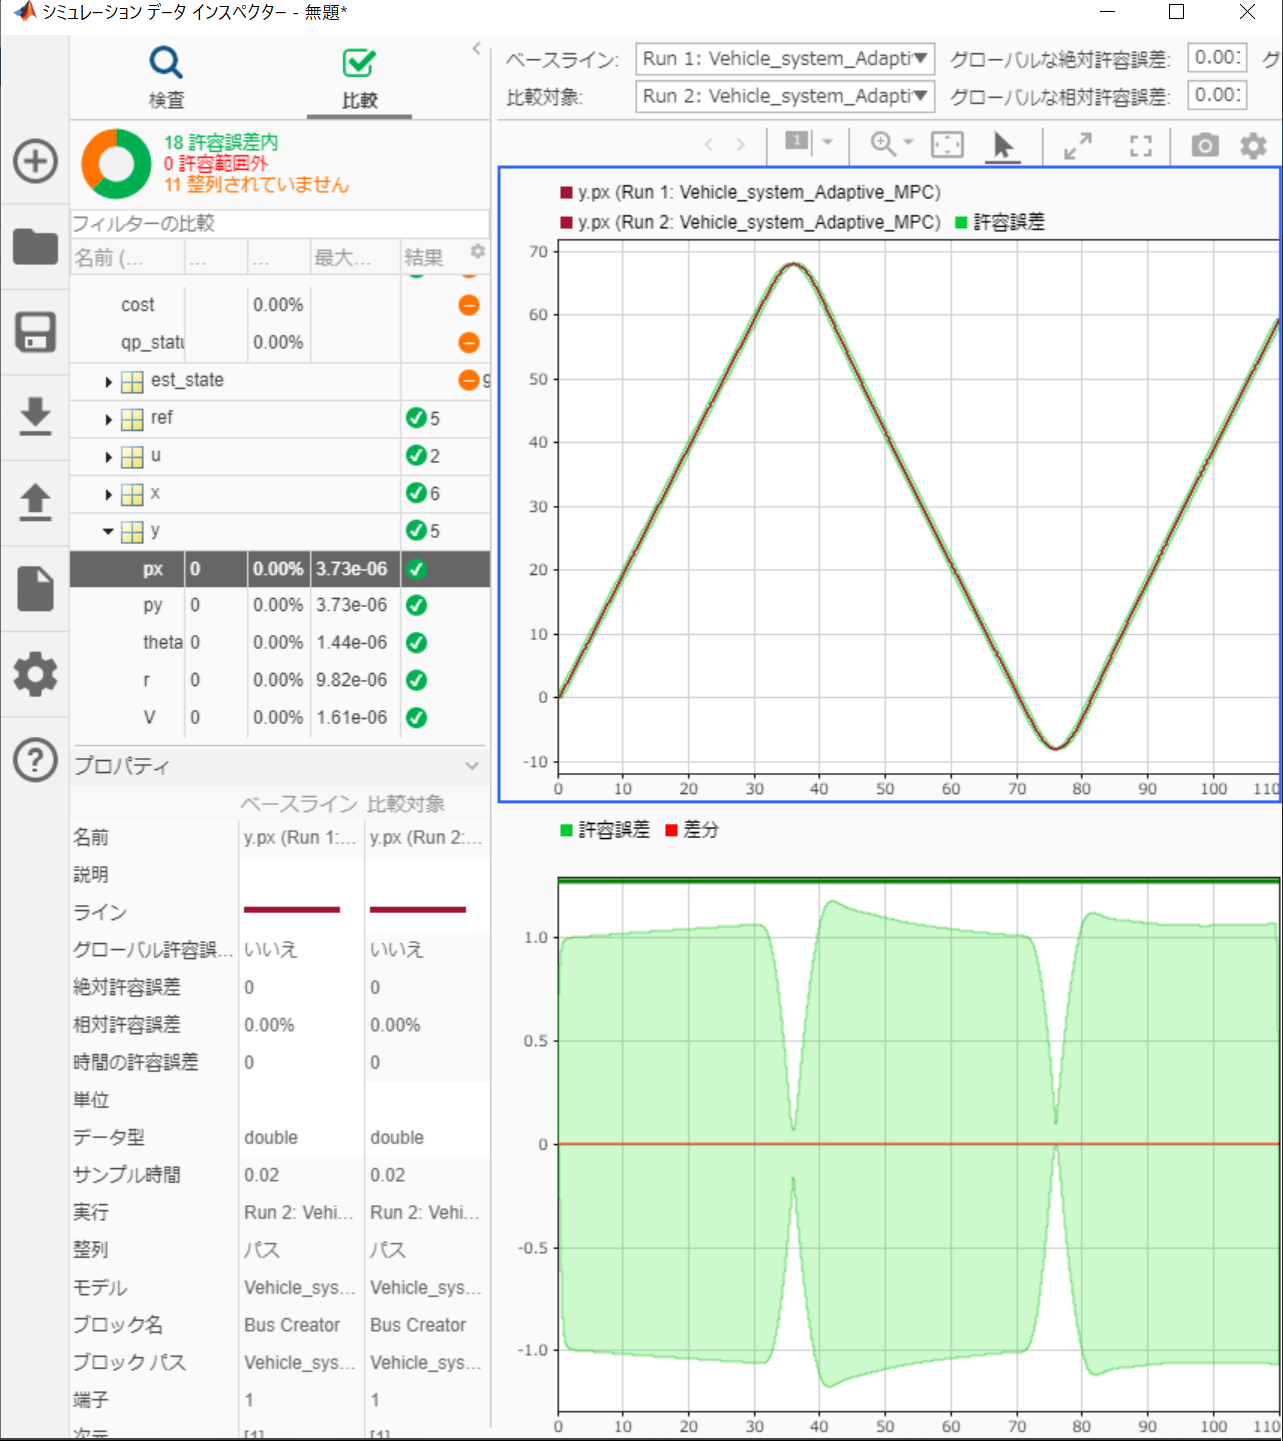 シミュレーション データ インスペクター - 無題*
検査
比較
ベースライン: Run 1: Vehicle_system_Adapti グローバルな絶対許容誤差: 0.001 グ
比較対象: Run 2: Vehicle_system_Adapti グローバルな相対許容誤差: 0.001
18 許容誤差内
0 許容範囲外
11 整列されていません
フィルターの比較
名前 (... ... ... 最大... 結果
cost 0.00%
qp_statu 0.00%
est_state 9
ref 5
u 2
x 6
y 5
px 0 0.00% 3.73e-06
py 0 0.00% 3.73e-06
theta 0 0.00% 1.44e-06
r 0 0.00% 9.82e-06
V 0 0.00% 1.61e-06
プロパティ
ベースライン 比較対象
名前 y.px (Run 1:... y.px (Run 2:...
説明
ライン
グローバル許容誤... いいえ いいえ
絶対許容誤差 0 0
相対許容誤差 0.00% 0.00%
時間の許容誤差 0 0
単位
データ型 double double
サンプル時間 0.02 0.02
実行 Run 2: Vehi... Run 2: Vehi...
整列 パス パス
モデル Vehicle_sys... Vehicle_sys...
ブロック名 Bus Creator Bus Creator
ブロック パス Vehicle_sys... Vehicle_sys...
端子 1 1
次元 [1] [1]
1
y.px (Run 1: Vehicle_system_Adaptive_MPC)
y.px (Run 2: Vehicle_system_Adaptive_MPC) 許容誤差
70
60
50
40
30
20
10
0
-10
0 10 20 30 40 50 60 70 80 90 100 110
許容誤差 差分
1.0
0.5
0
-0.5
-1.0
0 10 20 30 40 50 60 70 80 90 100 110